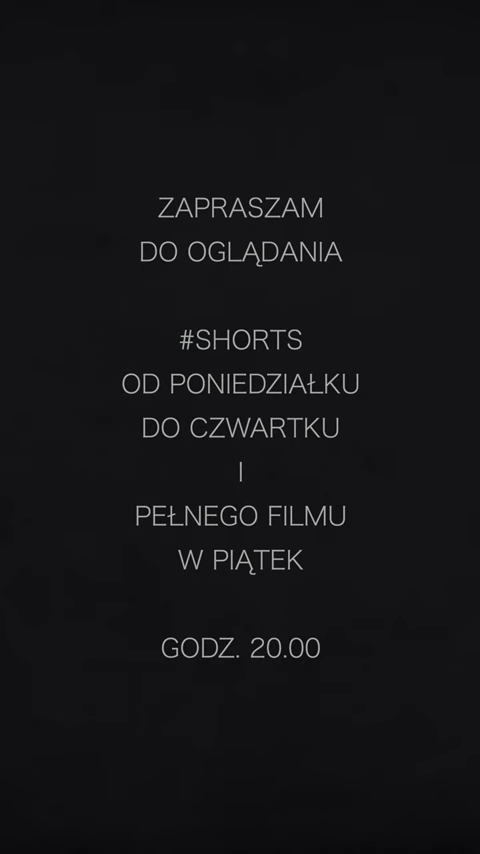 ZAPRASZAM
DO OGLĄDANIA
#SHORTS
OD PONIEDZIAŁKU
DO CZWARTKU
I
PEŁNEGO FILMU
W PIĄTEK
GODZ. 20.00